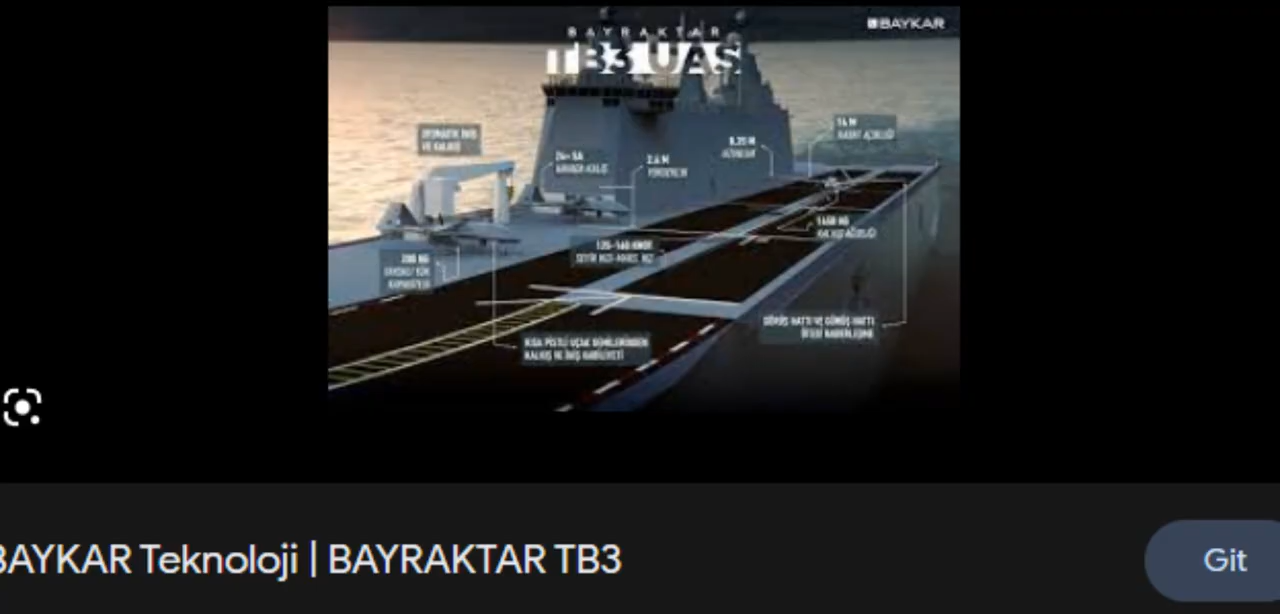 BAYRAKTAR
TB3 UAS
BAYKAR
OTOMATİK İNİŞ
VE KALKIŞ
24+ SA
HAVADA KALIŞ
2.6 M
YÜKSEKLİK
8.35 M
UZUNLUK
14 M
KANAT AÇIKLIĞI
1450 KG
KALKIŞ AĞIRLIĞI
125-160 KNOT
SEYİR HIZI-MAKS. HIZ
280 KG
KAPASİTESİ
KISA PİSTLİ UÇAK GEMİLERİNDEN
KALKIŞ VE İNİŞ KABİLİYETİ
GÖRÜŞ HATTI VE GÖRÜŞ HATTI
ÖTESİ HABERLEŞME
BAYKAR Teknoloji | BAYRAKTAR TB3
Git